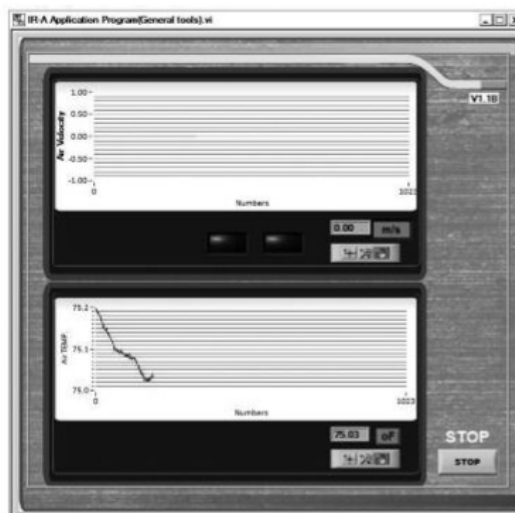 IR-A Application Program(General tools).vi
V1.1B
Air Velocity
1.00
0.50
0.00
-0.50
-1.00
0
1023
Numbers
0.00
m/s
Air TEMP.
75.2
75.1
75.0
0
1023
Numbers
75.03
oF
STOP
STOP